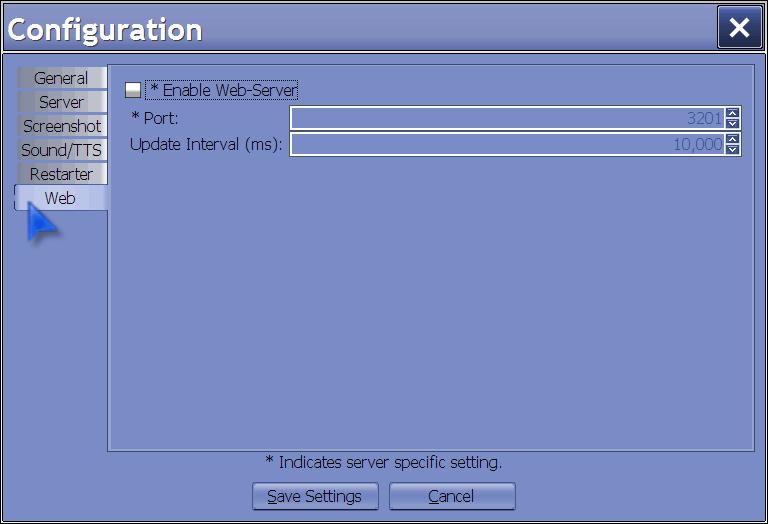 Configuration
General
Server
Screenshot
Sound/TTS
Restarter
Web
* Enable Web-Server
* Port: 3201
Update Interval (ms): 10,000
* Indicates server specific setting.
Save Settings Cancel